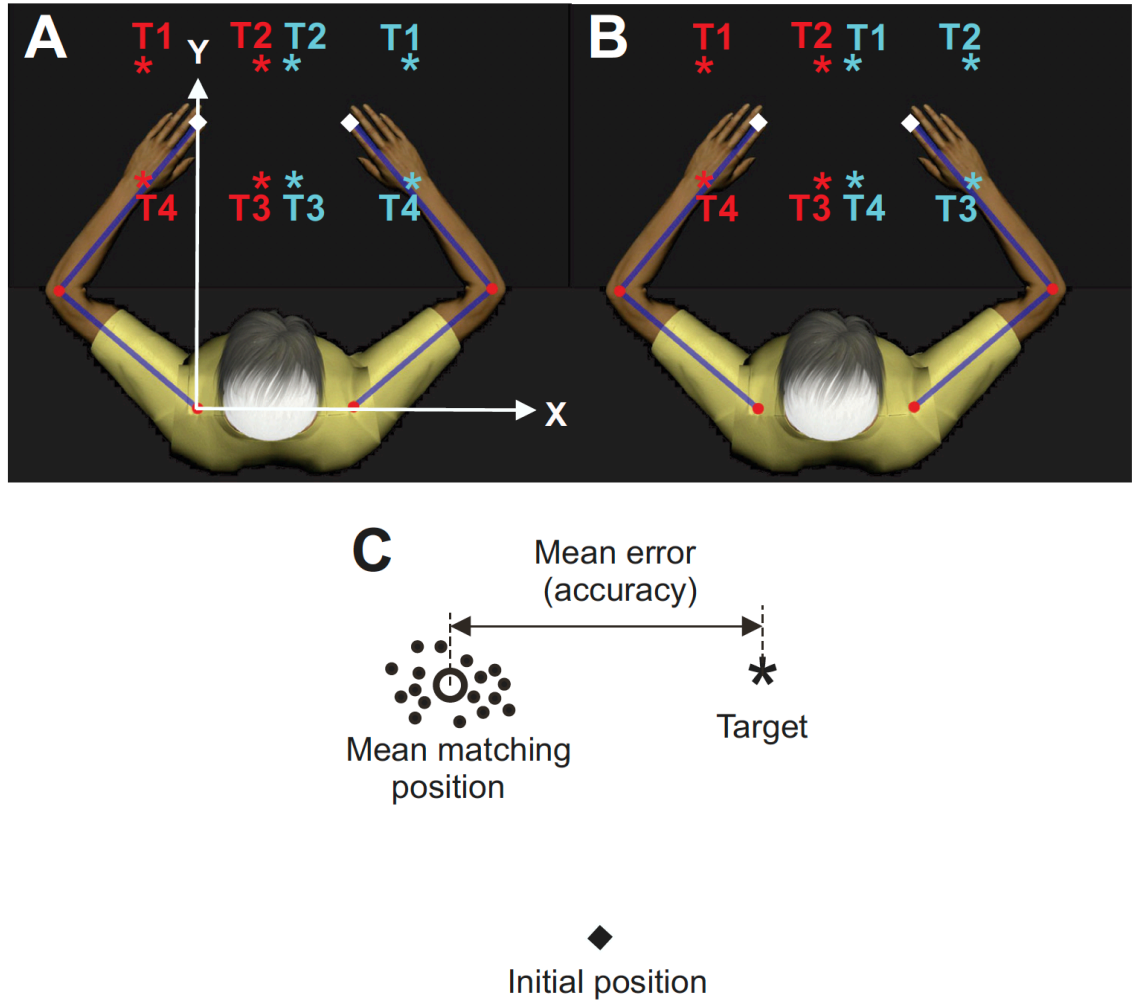 A
T1 T2 T2 T1
* * * *
Y
* * * *
T4 T3 T3 T4
X
B
T1 T2 T1 T2
* * * *
* * * *
T4 T3 T4 T3
C
Mean error
(accuracy)
*
Target
Mean matching
position
Initial position